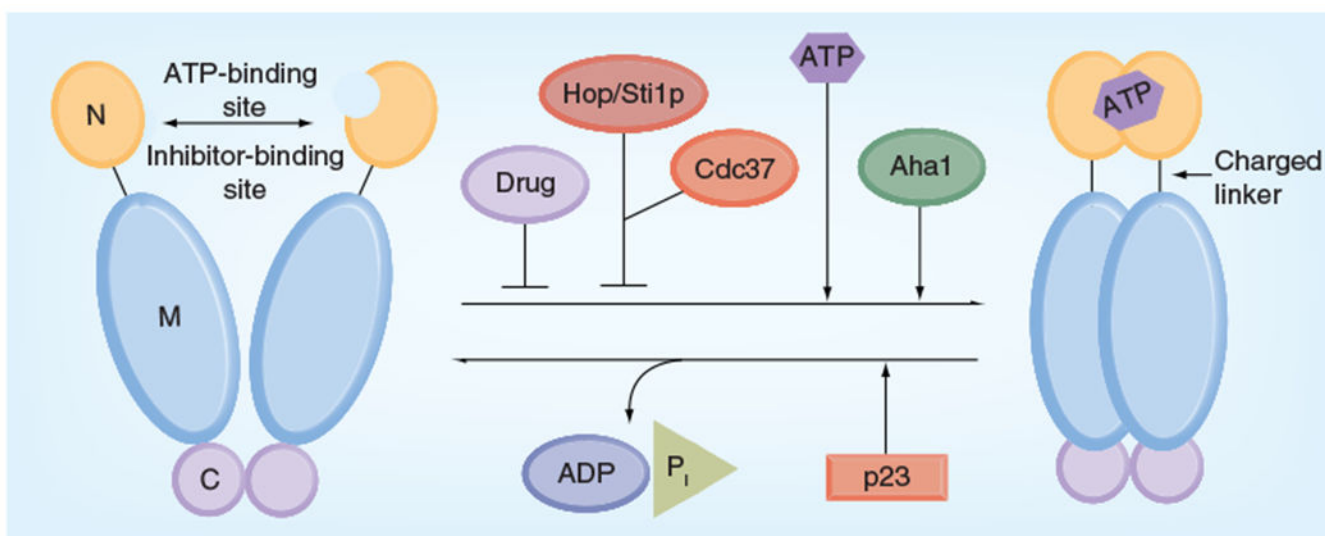 N
ATP-binding
site
Inhibitor-binding
site
M
C
Drug
Hop/Sti1p
Cdc37
ATP
Aha1
ADP
PI
p23
ATP
Charged
linker